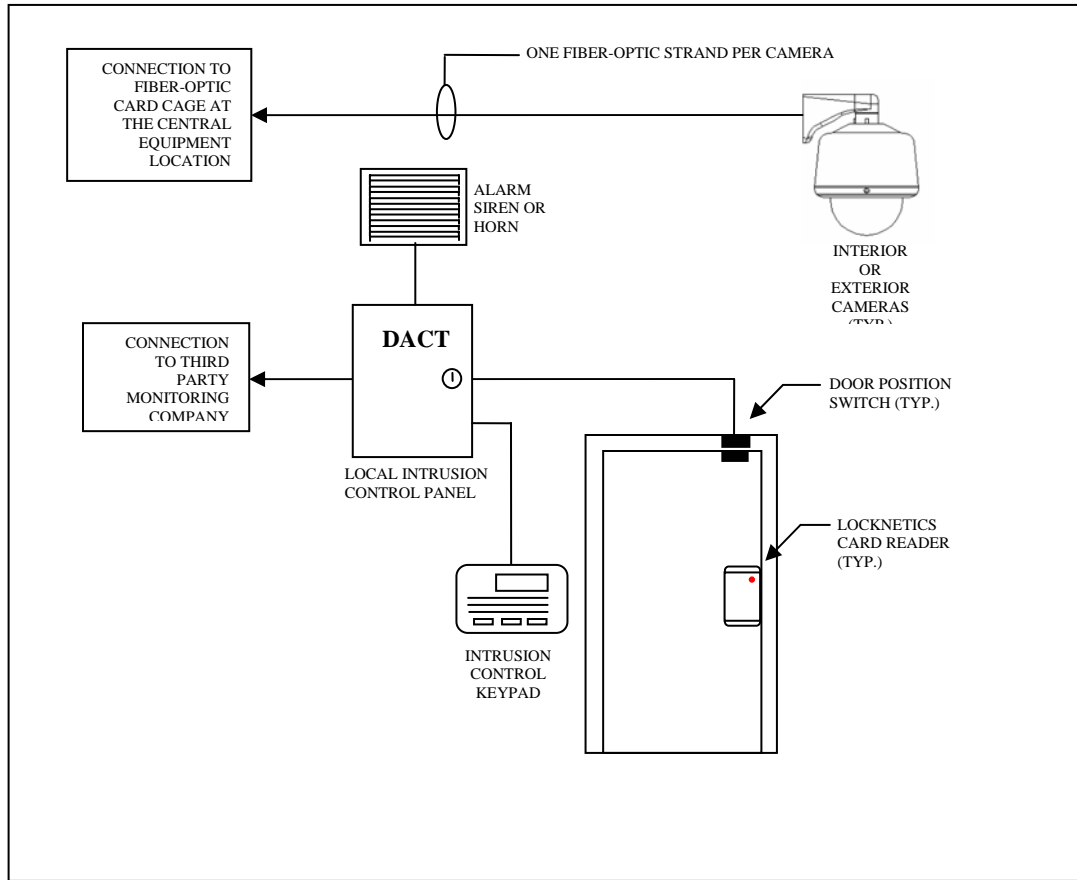 ONE FIBER-OPTIC STRAND PER CAMERA
CONNECTION TO
FIBER-OPTIC
CARD CAGE AT
THE CENTRAL
EQUIPMENT
LOCATION
ALARM
SIREN OR
HORN
INTERIOR
OR
EXTERIOR
CAMERAS
(TYP.)
DACT
CONNECTION
TO THIRD
PARTY
MONITORING
COMPANY
DOOR POSITION
SWITCH (TYP.)
LOCAL INTRUSION
CONTROL PANEL
LOCKNETICS
CARD READER
(TYP.)
INTRUSION
CONTROL
KEYPAD